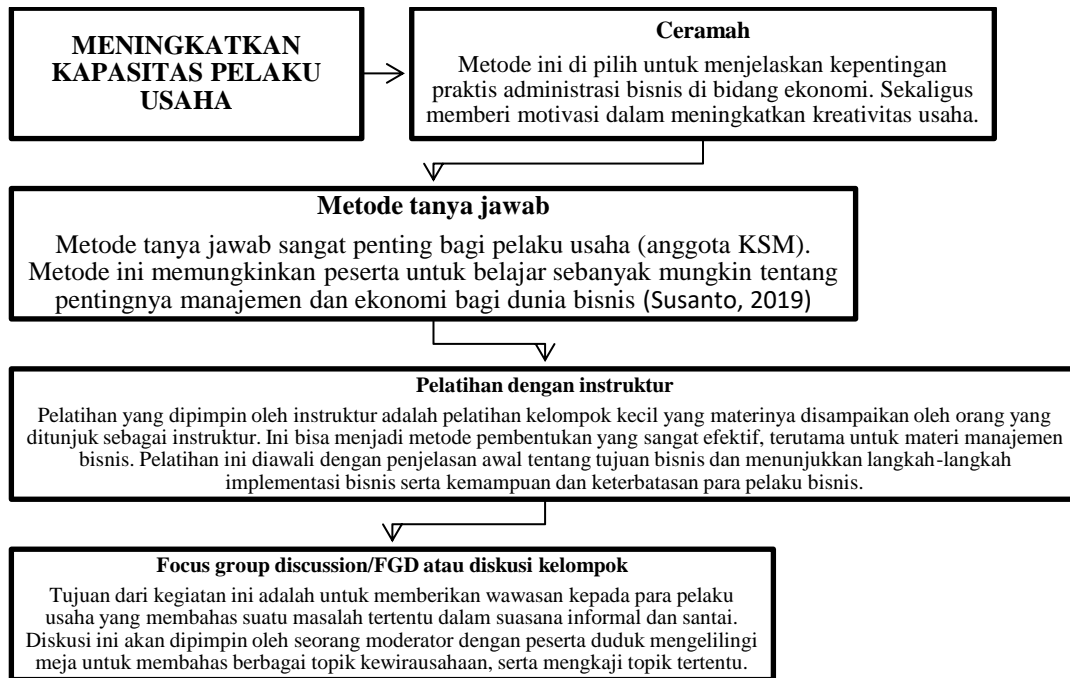 MENINGKATKAN
KAPASITAS PELAKU
USAHA
Ceramah
Metode ini di pilih untuk menjelaskan kepentingan
praktis administrasi bisnis di bidang ekonomi. Sekaligus
memberi motivasi dalam meningkatkan kreativitas usaha.
Metode tanya jawab
Metode tanya jawab sangat penting bagi pelaku usaha (anggota KSM).
Metode ini memungkinkan peserta untuk belajar sebanyak mungkin tentang
pentingnya manajemen dan ekonomi bagi dunia bisnis (Susanto, 2019)
Pelatihan dengan instruktur
Pelatihan yang dipimpin oleh instruktur adalah pelatihan kelompok kecil yang materinya disampaikan oleh orang yang
ditunjuk sebagai instruktur. Ini bisa menjadi metode pembentukan yang sangat efektif, terutama untuk materi manajemen
bisnis. Pelatihan ini diawali dengan penjelasan awal tentang tujuan bisnis dan menunjukkan langkah-langkah
implementasi bisnis serta kemampuan dan keterbatasan para pelaku bisnis.
Focus group discussion/FGD atau diskusi kelompok
Tujuan dari kegiatan ini adalah untuk memberikan wawasan kepada para pelaku
usaha yang membahas suatu masalah tertentu dalam suasana informal dan santai.
Diskusi ini akan dipimpin oleh seorang moderator dengan peserta duduk mengelilingi
meja untuk membahas berbagai topik kewirausahaan, serta mengkaji topik tertentu.